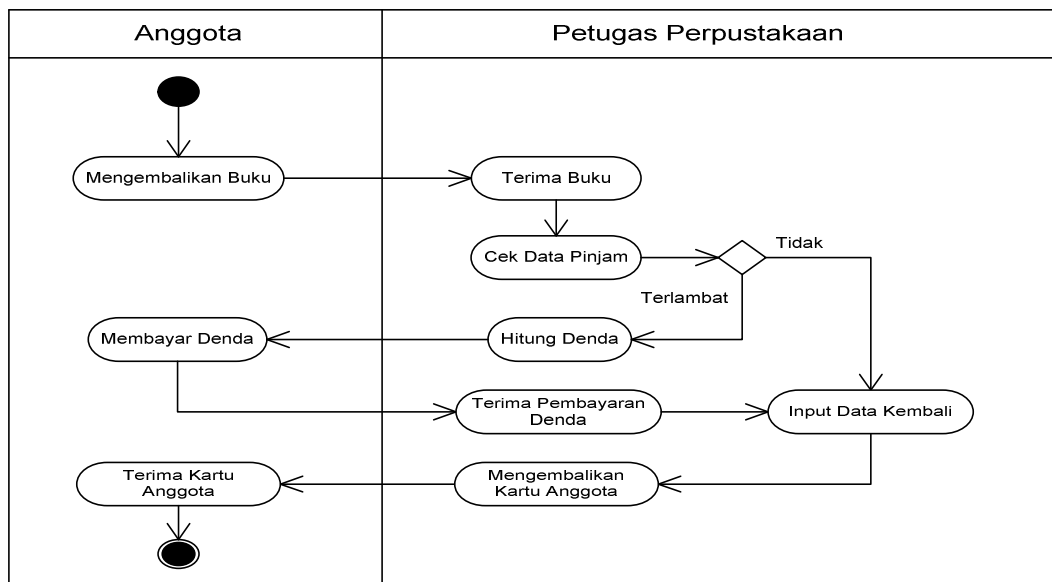 Anggota
Petugas Perpustakaan
Mengembalikan Buku
Terima Buku
Cek Data Pinjam
Tidak
Terlambat
Membayar Denda
Hitung Denda
Terima Pembayaran
Denda
Input Data Kembali
Terima Kartu
Anggota
Mengembalikan
Kartu Anggota